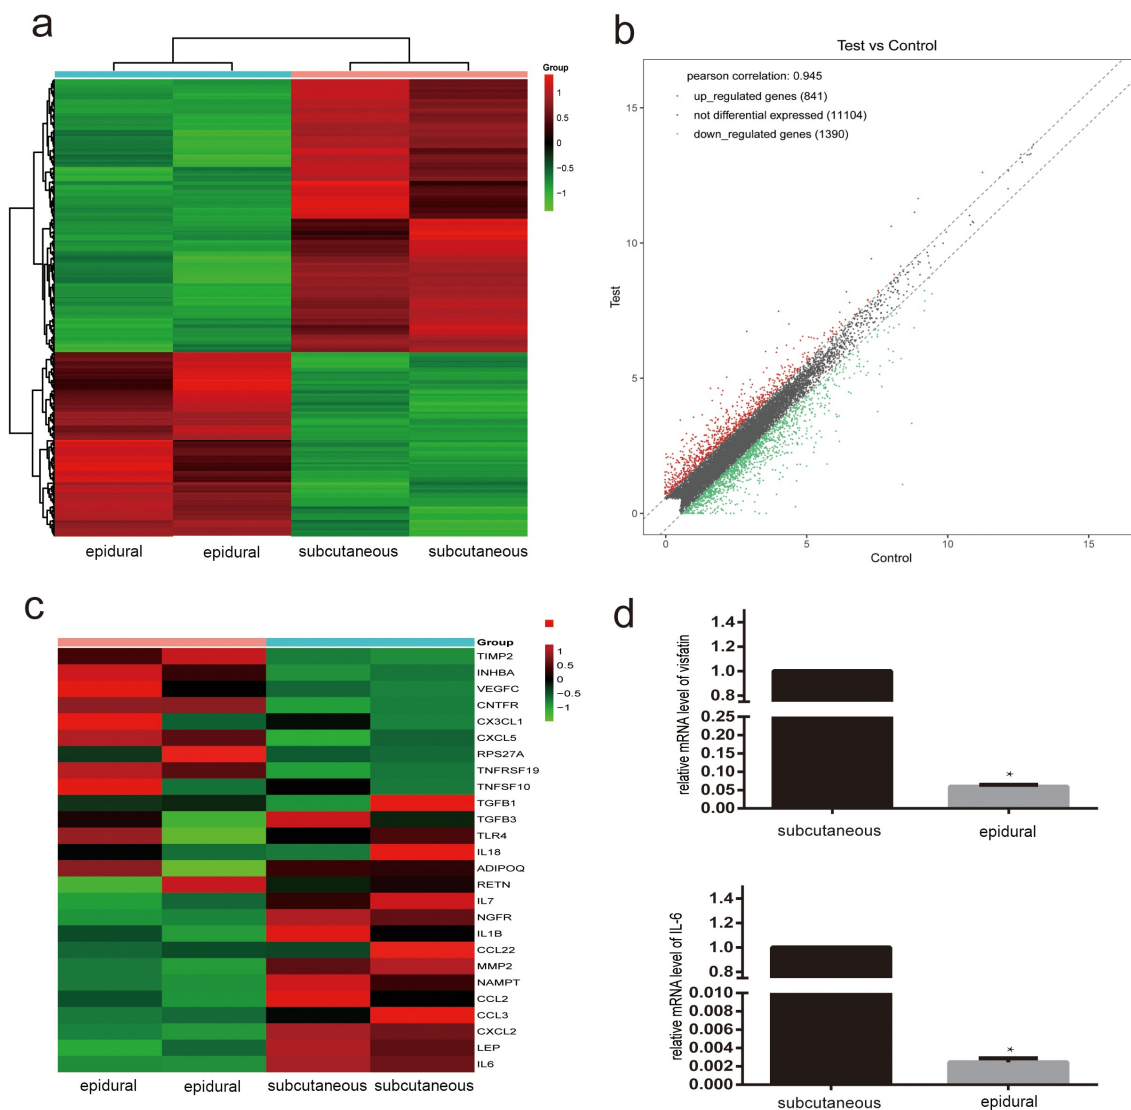 a
Group
1
0.5
0
−0.5
−1
epidural
epidural
subcutaneous
subcutaneous
b
Test vs Control
pearson correlation: 0.945
up_regulated genes (841)
not differential expressed (11104)
down_regulated genes (1390)
15
10
5
0
Test
0
5
10
15
Control
c
Group
1
0.5
0
−0.5
−1
TIMP2
INHBA
VEGFC
CNTFR
CX3CL1
CXCL5
RPS27A
TNFRSF19
TNFSF10
TGFB1
TGFB3
TLR4
IL18
ADIPOQ
RETN
IL7
NGFR
IL1B
CCL22
MMP2
NAMPT
CCL2
CCL3
CXCL2
LEP
IL6
epidural
epidural
subcutaneous
subcutaneous
d
relative mRNA level of visfatin
1.4
1.2
1.0
0.8
0.25
0.20
0.15
0.10
0.05
0.00
*
subcutaneous
epidural
relative mRNA level of IL-6
1.4
1.2
1.0
0.8
0.010
0.008
0.006
0.004
0.002
0.000
*
subcutaneous
epidural